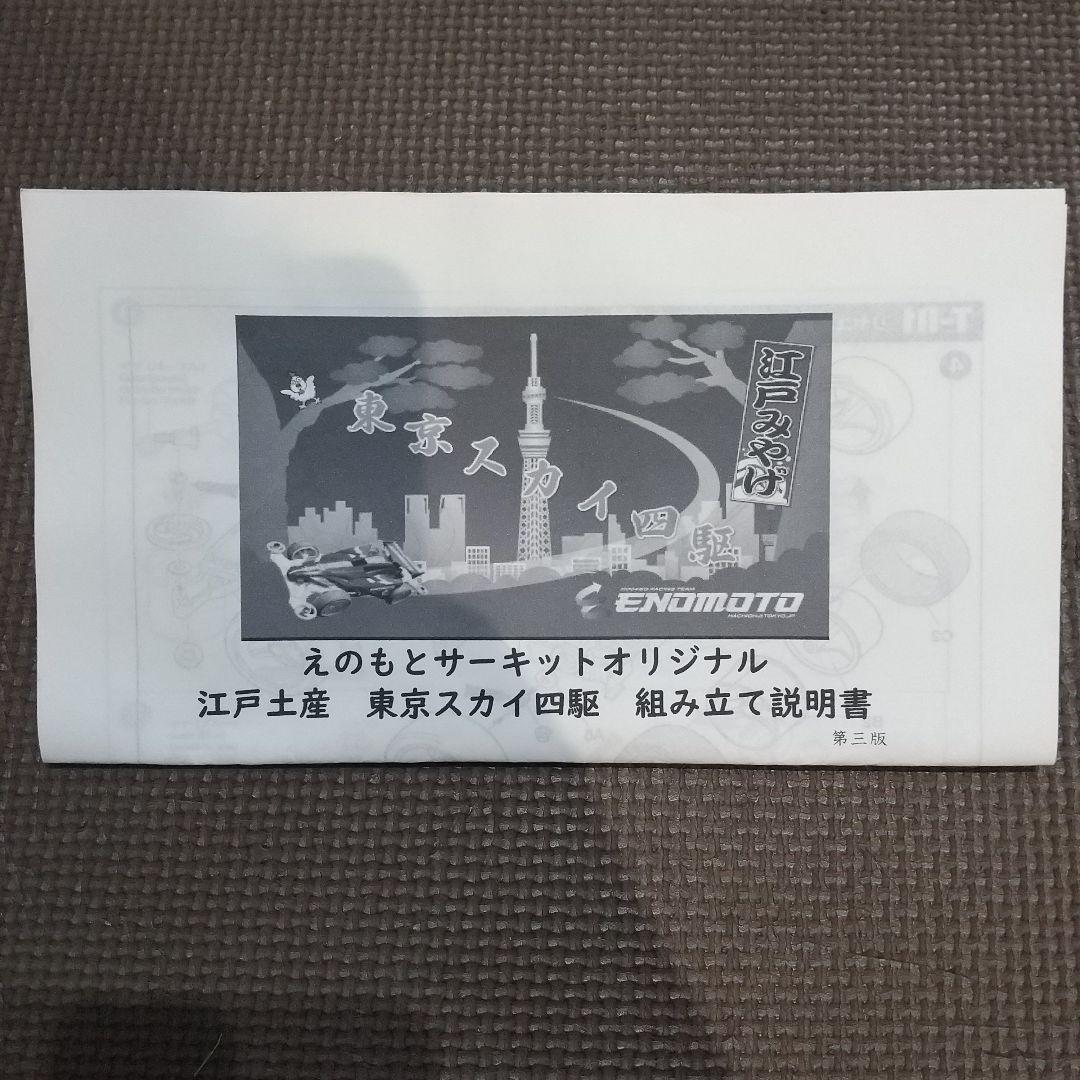 東京スカイ四駆
江戸みやげ
ENOMOTO
えのもとサーキットオリジナル
江戸土産　東京スカイ四駆　組み立て説明書
第三版